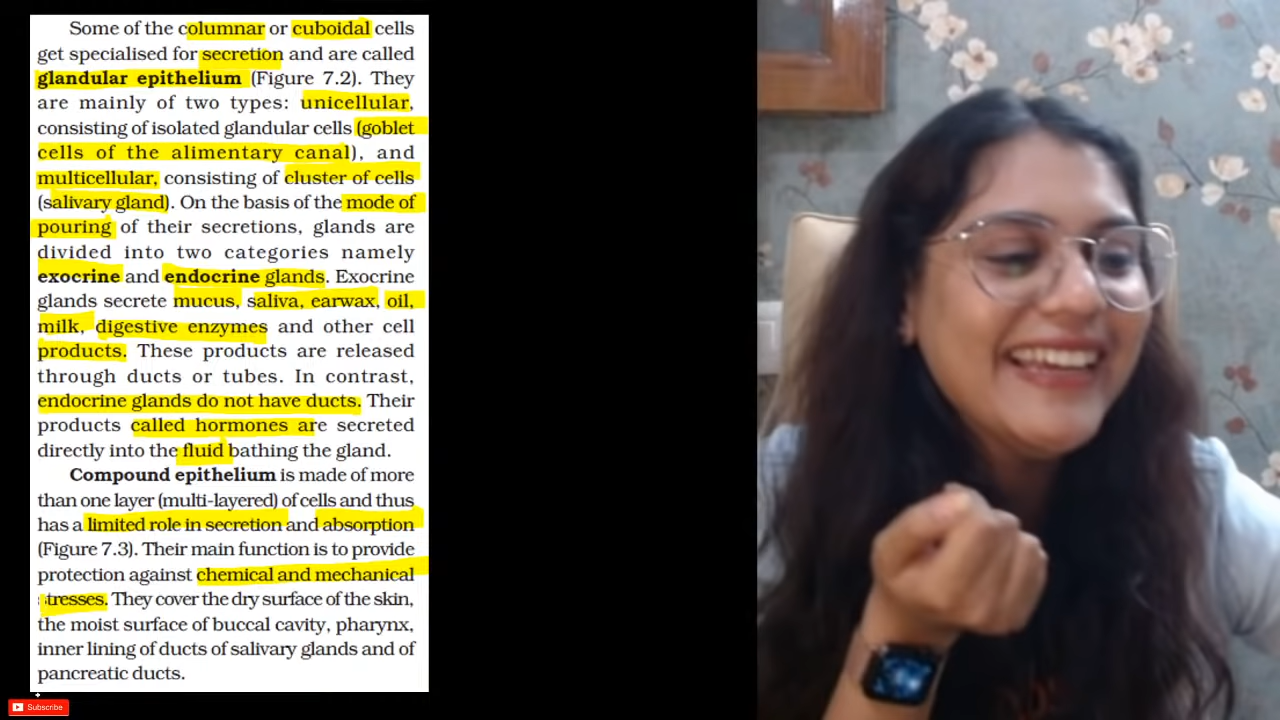 Some of the columnar or cuboidal cells
get specialised for secretion and are called
glandular epithelium (Figure 7.2). They
are mainly of two types: unicellular,
consisting of isolated glandular cells (goblet
cells of the alimentary canal), and
multicellular, consisting of cluster of cells
(salivary gland). On the basis of the mode of
pouring of their secretions, glands are
divided into two categories namely
exocrine and endocrine glands. Exocrine
glands secrete mucus, saliva, earwax, oil,
milk, digestive enzymes and other cell
products. These products are released
through ducts or tubes. In contrast,
endocrine glands do not have ducts. Their
products called hormones are secreted
directly into the fluid bathing the gland.
Compound epithelium is made of more
than one layer (multi-layered) of cells and thus
has a limited role in secretion and absorption
(Figure 7.3). Their main function is to provide
protection against chemical and mechanical
stresses. They cover the dry surface of the skin,
the moist surface of buccal cavity, pharynx,
inner lining of ducts of salivary glands and of
pancreatic ducts.
Subscribe